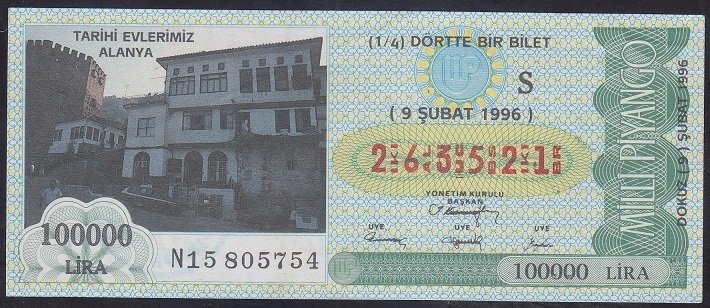 TARİHİ EVLERİMİZ
ALANYA
100000
LİRA
N15 805754
(1/4) DÖRTTE BİR BİLET
S
( 9 ŞUBAT 1996 )
2 6 3 5 2 1
YÖNETİM KURULU
BAŞKAN
ÜYE ÜYE ÜYE
100000 LİRA
MİLLİ PİYANGO
DOKUZ ( 9 ) ŞUBAT 1996